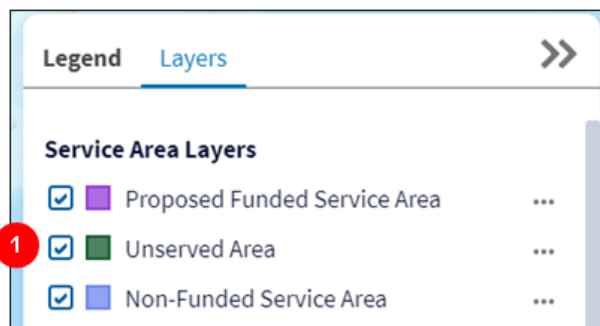 Legend Layers
Service Area Layers
Proposed Funded Service Area
1 Unserved Area
Non-Funded Service Area